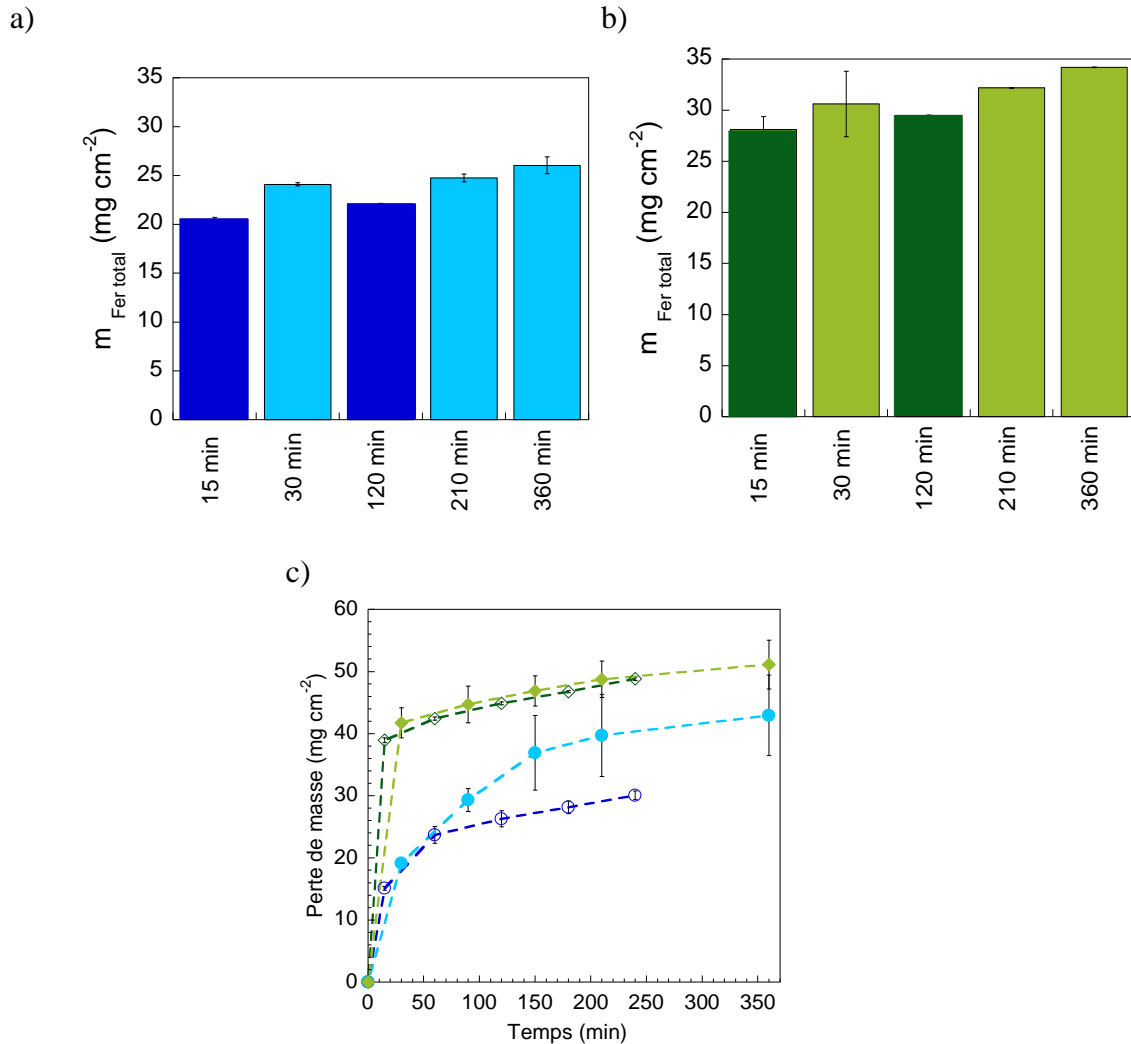 a)
35
30
25
20
15
10
5
0
m Fer total (mg cm-2)
15 min
30 min
120 min
210 min
360 min
b)
35
30
25
20
15
10
5
0
m Fer total (mg cm-2)
15 min
30 min
120 min
210 min
360 min
c)
60
50
40
30
20
10
0
Perte de masse (mg cm-2)
0 50 100 150 200 250 300 350
Temps (min)